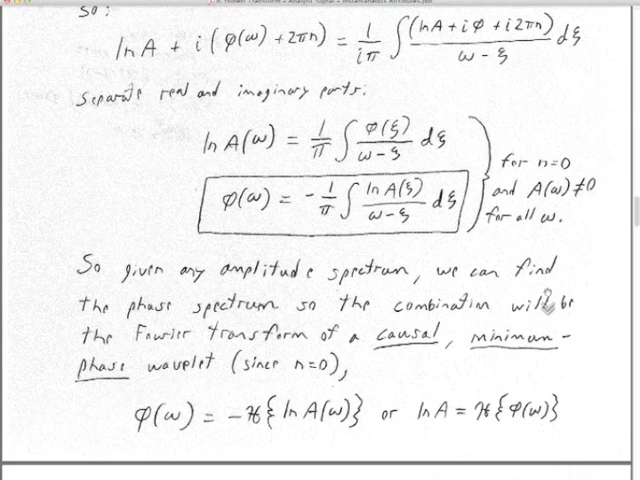 So:
ln A + i(φ(ω) + 2πn) = 1/iπ ∫ (ln A + iφ + i2πn)/(ω - ξ) dξ
Separate real and imaginary parts:
ln A(ω) = 1/π ∫ φ(ξ)/(ω - ξ) dξ
φ(ω) = - 1/π ∫ ln A(ξ)/(ω - ξ) dξ
for n=0
and A(ω) ≠ 0
for all ω.
So given any amplitude spectrum, we can find
the phase spectrum so the combination will be
the Fourier transform of a causal, minimum-
phase wavelet (since n=0),
φ(ω) = -ℋ{ln A(ω)} or ln A = ℋ{φ(ω)}